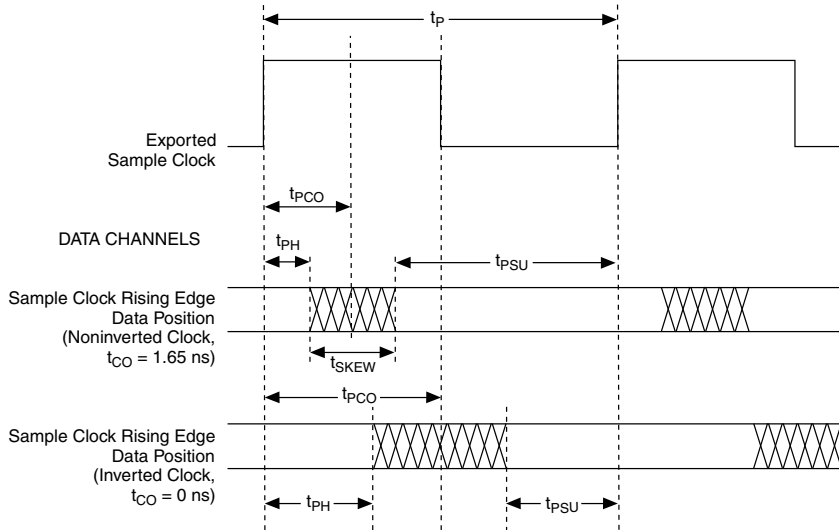 tP
Exported
Sample Clock
tPCO
DATA CHANNELS
tPH
tPSU
Sample Clock Rising Edge
Data Position
(Noninverted Clock,
tCO = 1.65 ns)
tSKEW
tPCO
Sample Clock Rising Edge
Data Position
(Inverted Clock,
tCO = 0 ns)
tPH
tPSU